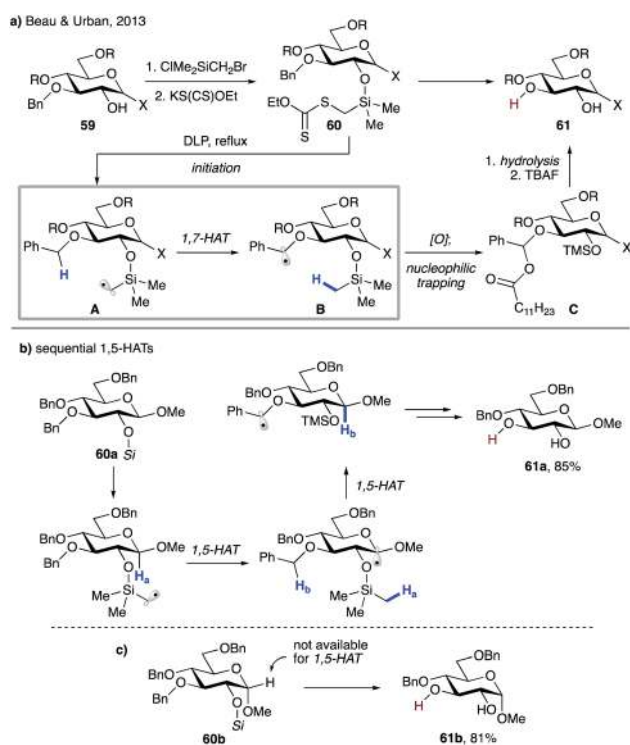 a) Beau & Urban, 2013
OR
RO
O
BnO
OH
X
59
1. ClMe2SiCH2Br
2. KS(CS)OEt
OR
RO
O
BnO
O
X
EtO
S
Si
Me
Me
S
60
OR
RO
O
H
O
OH
X
61
DLP, reflux
initiation
1. hydrolysis
2. TBAF
OR
RO
O
Ph
O
O
X
H
Si
Me
Me
A
1,7-HAT
OR
RO
O
Ph
O
O
X
H
Si
Me
Me
B
[O];
nucleophilic
trapping
OR
RO
O
Ph
O
TMSO
X
O
O
C11H23
C
b) sequential 1,5-HATs
OBn
BnO
O
BnO
OMe
O
Si
60a
OBn
BnO
O
Ph
O
OMe
TMSO
Hb
OBn
BnO
O
H
O
OMe
HO
61a, 85%
1,5-HAT
OBn
BnO
O
BnO
OMe
Ha
O
Me
Si
Me
1,5-HAT
OBn
BnO
O
Ph
O
OMe
O
Hb
Me
Si
Me
Ha
c)
OBn
BnO
O
BnO
H
O
OMe
Si
60b
not available
for 1,5-HAT
OBn
BnO
O
H
O
HO
OMe
61b, 81%